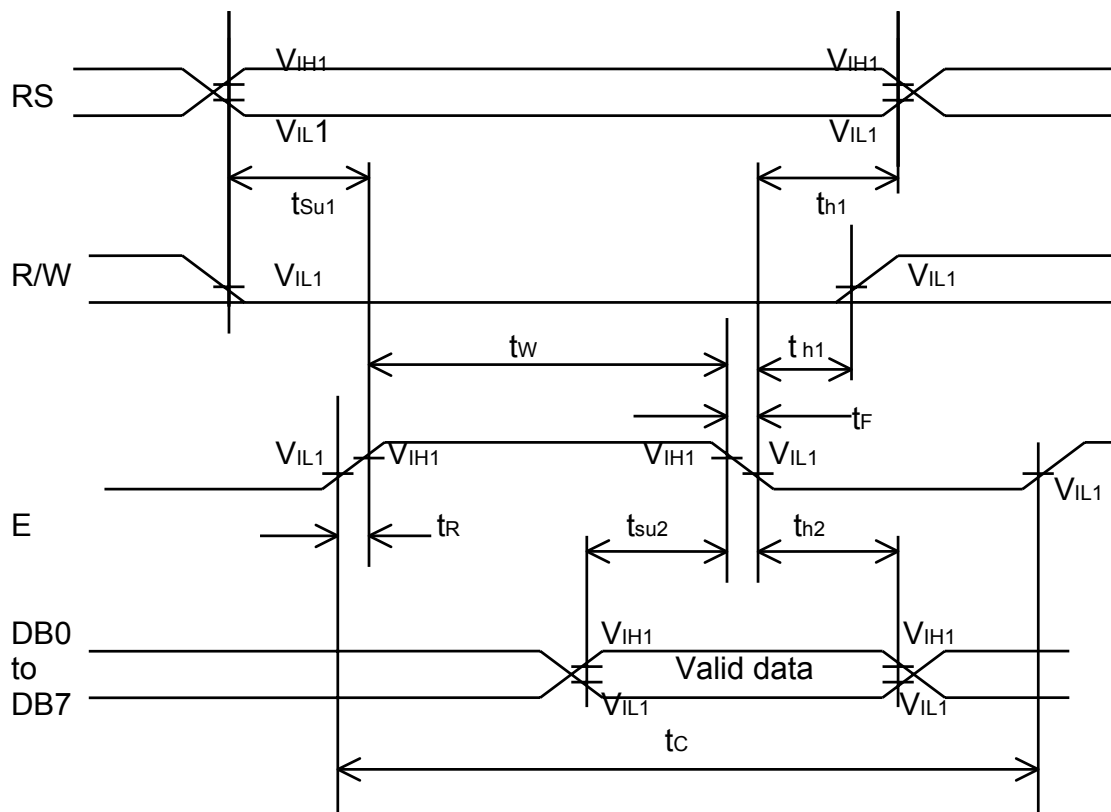 VIH1 VIH1
RS
VIL1 VIL1
tSu1 th1
R/W VIL1 VIL1
tW th1
tF
VIL1 VIH1 VIH1 VIL1 VIL1
E tR tsu2 th2
DB0 VIH1 VIH1
to Valid data
DB7 VIL1 VIL1
tC